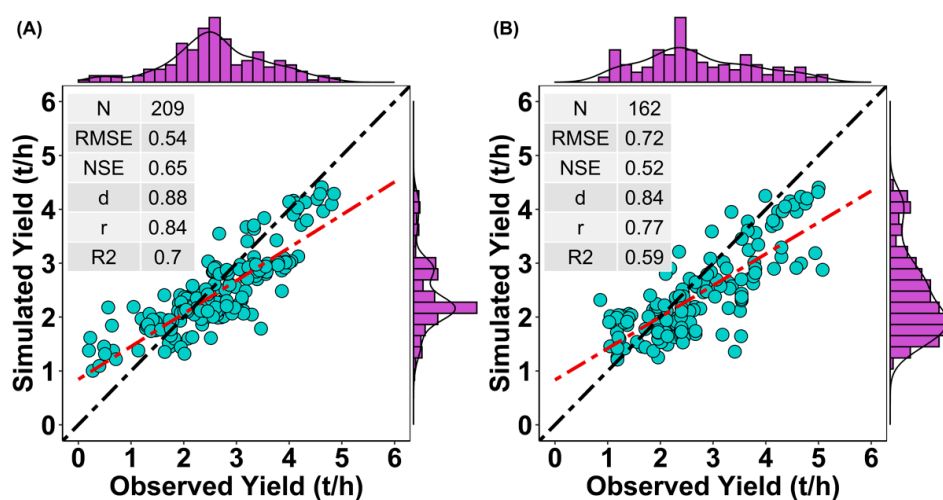 (A)
N 209
RMSE 0.54
NSE 0.65
d 0.88
r 0.84
R2 0.7
Simulated Yield (t/h)
6
5
4
3
2
1
0
0 1 2 3 4 5 6
Observed Yield (t/h)
(B)
N 162
RMSE 0.72
NSE 0.52
d 0.84
r 0.77
R2 0.59
Simulated Yield (t/h)
6
5
4
3
2
1
0
0 1 2 3 4 5 6
Observed Yield (t/h)